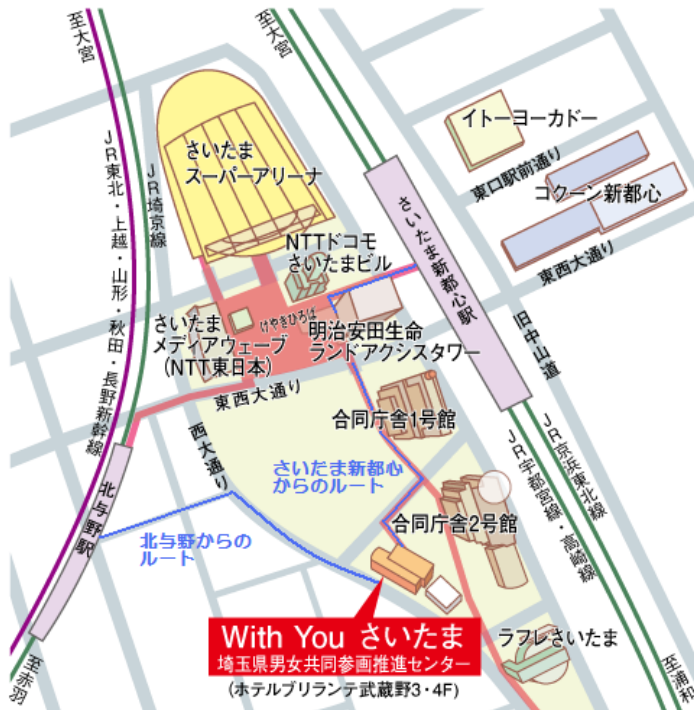 至大宮
至大宮
JR東北・上越・山形・秋田・長野新幹線
JR埼京線
さいたま
スーパーアリーナ
イトーヨーカドー
東口駅前通り
コクーン新都心
東西大通り
さいたま新都心駅
NTTドコモ
さいたまビル
けやきひろば
さいたま
メディアウェーブ
(NTT東日本)
明治安田生命
ランドアクシスタワー
旧中山道
東西大通り
合同庁舎1号館
西大通り
さいたま新都心
からのルート
JR京浜東北線
JR宇都宮線・高崎線
北与野駅
北与野からの
ルート
合同庁舎2号館
With You さいたま
埼玉県男女共同参画推進センター
(ホテルブリランテ武蔵野3・4F)
ラフレさいたま
至赤羽
至浦和